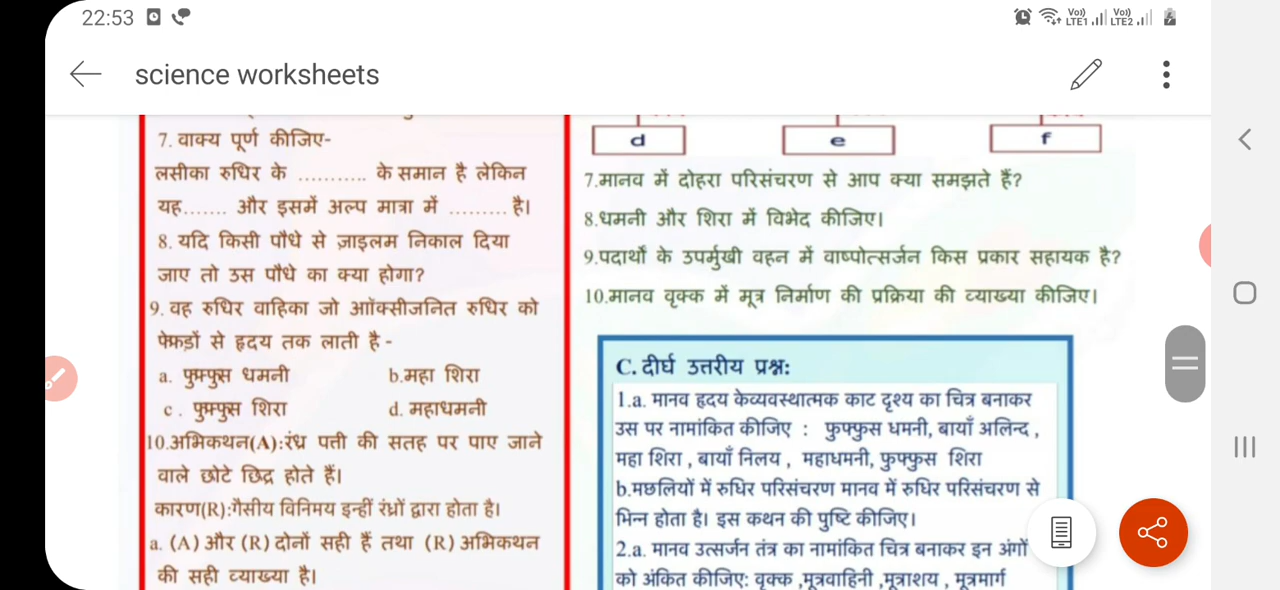 22:53
Vo)) LTE1 Vo)) LTE2
science worksheets
7. वाक्य पूर्ण कीजिए-
लसीका रुधिर के ........... के समान है लेकिन
यह....... और इसमें अल्प मात्रा में ......... है।
8. यदि किसी पौधे से ज़ाइलम निकाल दिया
जाए तो उस पौधे का क्या होगा?
9. वह रुधिर वाहिका जो ऑक्सीजनित रुधिर को
फेफड़ों से हृदय तक लाती है -
a. फुफ्फुस धमनी b.महा शिरा
c . फुफ्फुस शिरा d. महाधमनी
10.अभिकथन(A):रंध्र पत्ती की सतह पर पाए जाने
वाले छोटे छिद्र होते हैं।
कारण(R):गैसीय विनिमय इन्हीं रंध्रों द्वारा होता है।
a. (A) और (R) दोनों सही हैं तथा (R) अभिकथन
की सही व्याख्या है।
d e f
7.मानव में दोहरा परिसंचरण से आप क्या समझते हैं?
8.धमनी और शिरा में विभेद कीजिए।
9.पदार्थों के उपर्मुखी वहन में वाष्पोत्सर्जन किस प्रकार सहायक है?
10.मानव वृक्क में मूत्र निर्माण की प्रक्रिया की व्याख्या कीजिए।
C. दीर्घ उत्तरीय प्रश्न:
1.a. मानव हृदय केव्यवस्थात्मक काट दृश्य का चित्र बनाकर
उस पर नामांकित कीजिए : फुफ्फुस धमनी, बायाँ अलिन्द ,
महा शिरा , बायाँ निलय , महाधमनी, फुफ्फुस शिरा
b.मछलियों में रुधिर परिसंचरण मानव में रुधिर परिसंचरण से
भिन्न होता है। इस कथन की पुष्टि कीजिए।
2.a. मानव उत्सर्जन तंत्र का नामांकित चित्र बनाकर इन अंगों
को अंकित कीजिए: वृक्क ,मूत्रवाहिनी ,मूत्राशय , मूत्रमार्ग